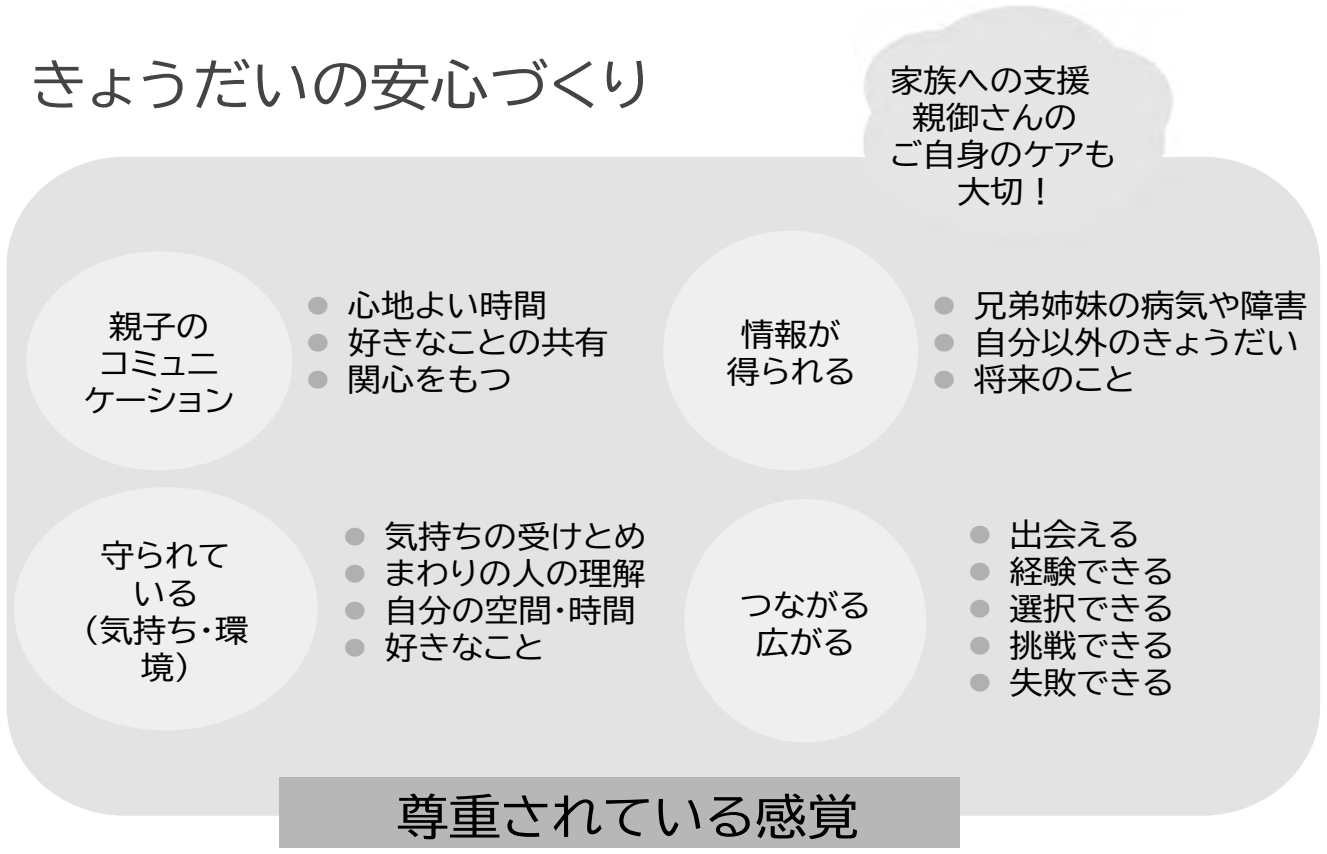 きょうだいの安心づくり
家族への支援
親御さんの
ご自身のケアも
大切！
親子の
コミュニ
ケーション
● 心地よい時間
● 好きなことの共有
● 関心をもつ
情報が
得られる
● 兄弟姉妹の病気や障害
● 自分以外のきょうだい
● 将来のこと
守られて
いる
(気持ち・環
境)
● 気持ちの受けとめ
● まわりの人の理解
● 自分の空間・時間
● 好きなこと
つながる
広がる
● 出会える
● 経験できる
● 選択できる
● 挑戦できる
● 失敗できる
尊重されている感覚